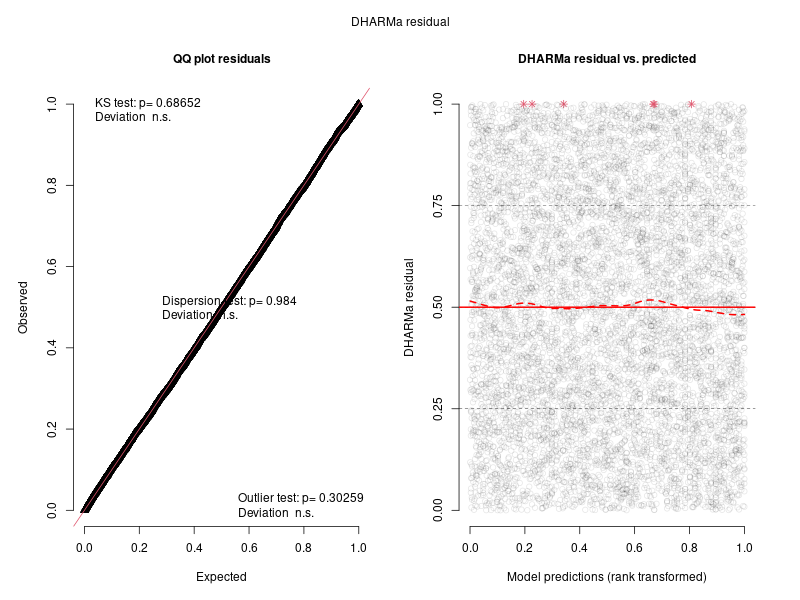 DHARMa residual
QQ plot residuals
KS test: p= 0.68652
Deviation n.s.
Dispersion test: p= 0.984
Deviation n.s.
Outlier test: p= 0.30259
Deviation n.s.
Observed
0.0 0.2 0.4 0.6 0.8 1.0
0.0 0.2 0.4 0.6 0.8 1.0
Expected
DHARMa residual vs. predicted
DHARMa residual
0.00 0.25 0.50 0.75 1.00
0.0 0.2 0.4 0.6 0.8 1.0
Model predictions (rank transformed)